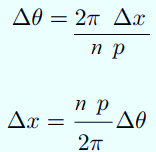 Δθ = 2π Δx / n p
Δx = n p / 2π Δθ